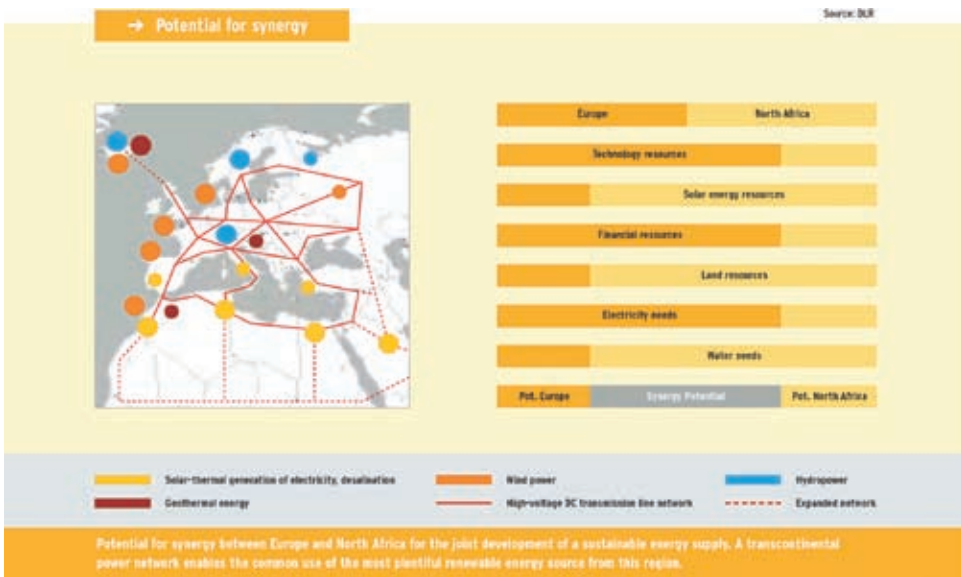 Source: DLR
→ Potential for synergy
Europe North Africa
Technology resources
Solar energy resources
Financial resources
Land resources
Electricity needs
Water needs
Pot. Europe Synergy Potential Pot. North Africa
Solar-thermal generation of electricity, desalination Wind power Hydropower
Geothermal energy High-voltage DC transmission line network Expanded network
Potential for synergy between Europe and North Africa for the joint development of a sustainable energy supply. A transcontinental
power network enables the common use of the most plentiful renewable energy source from this region.